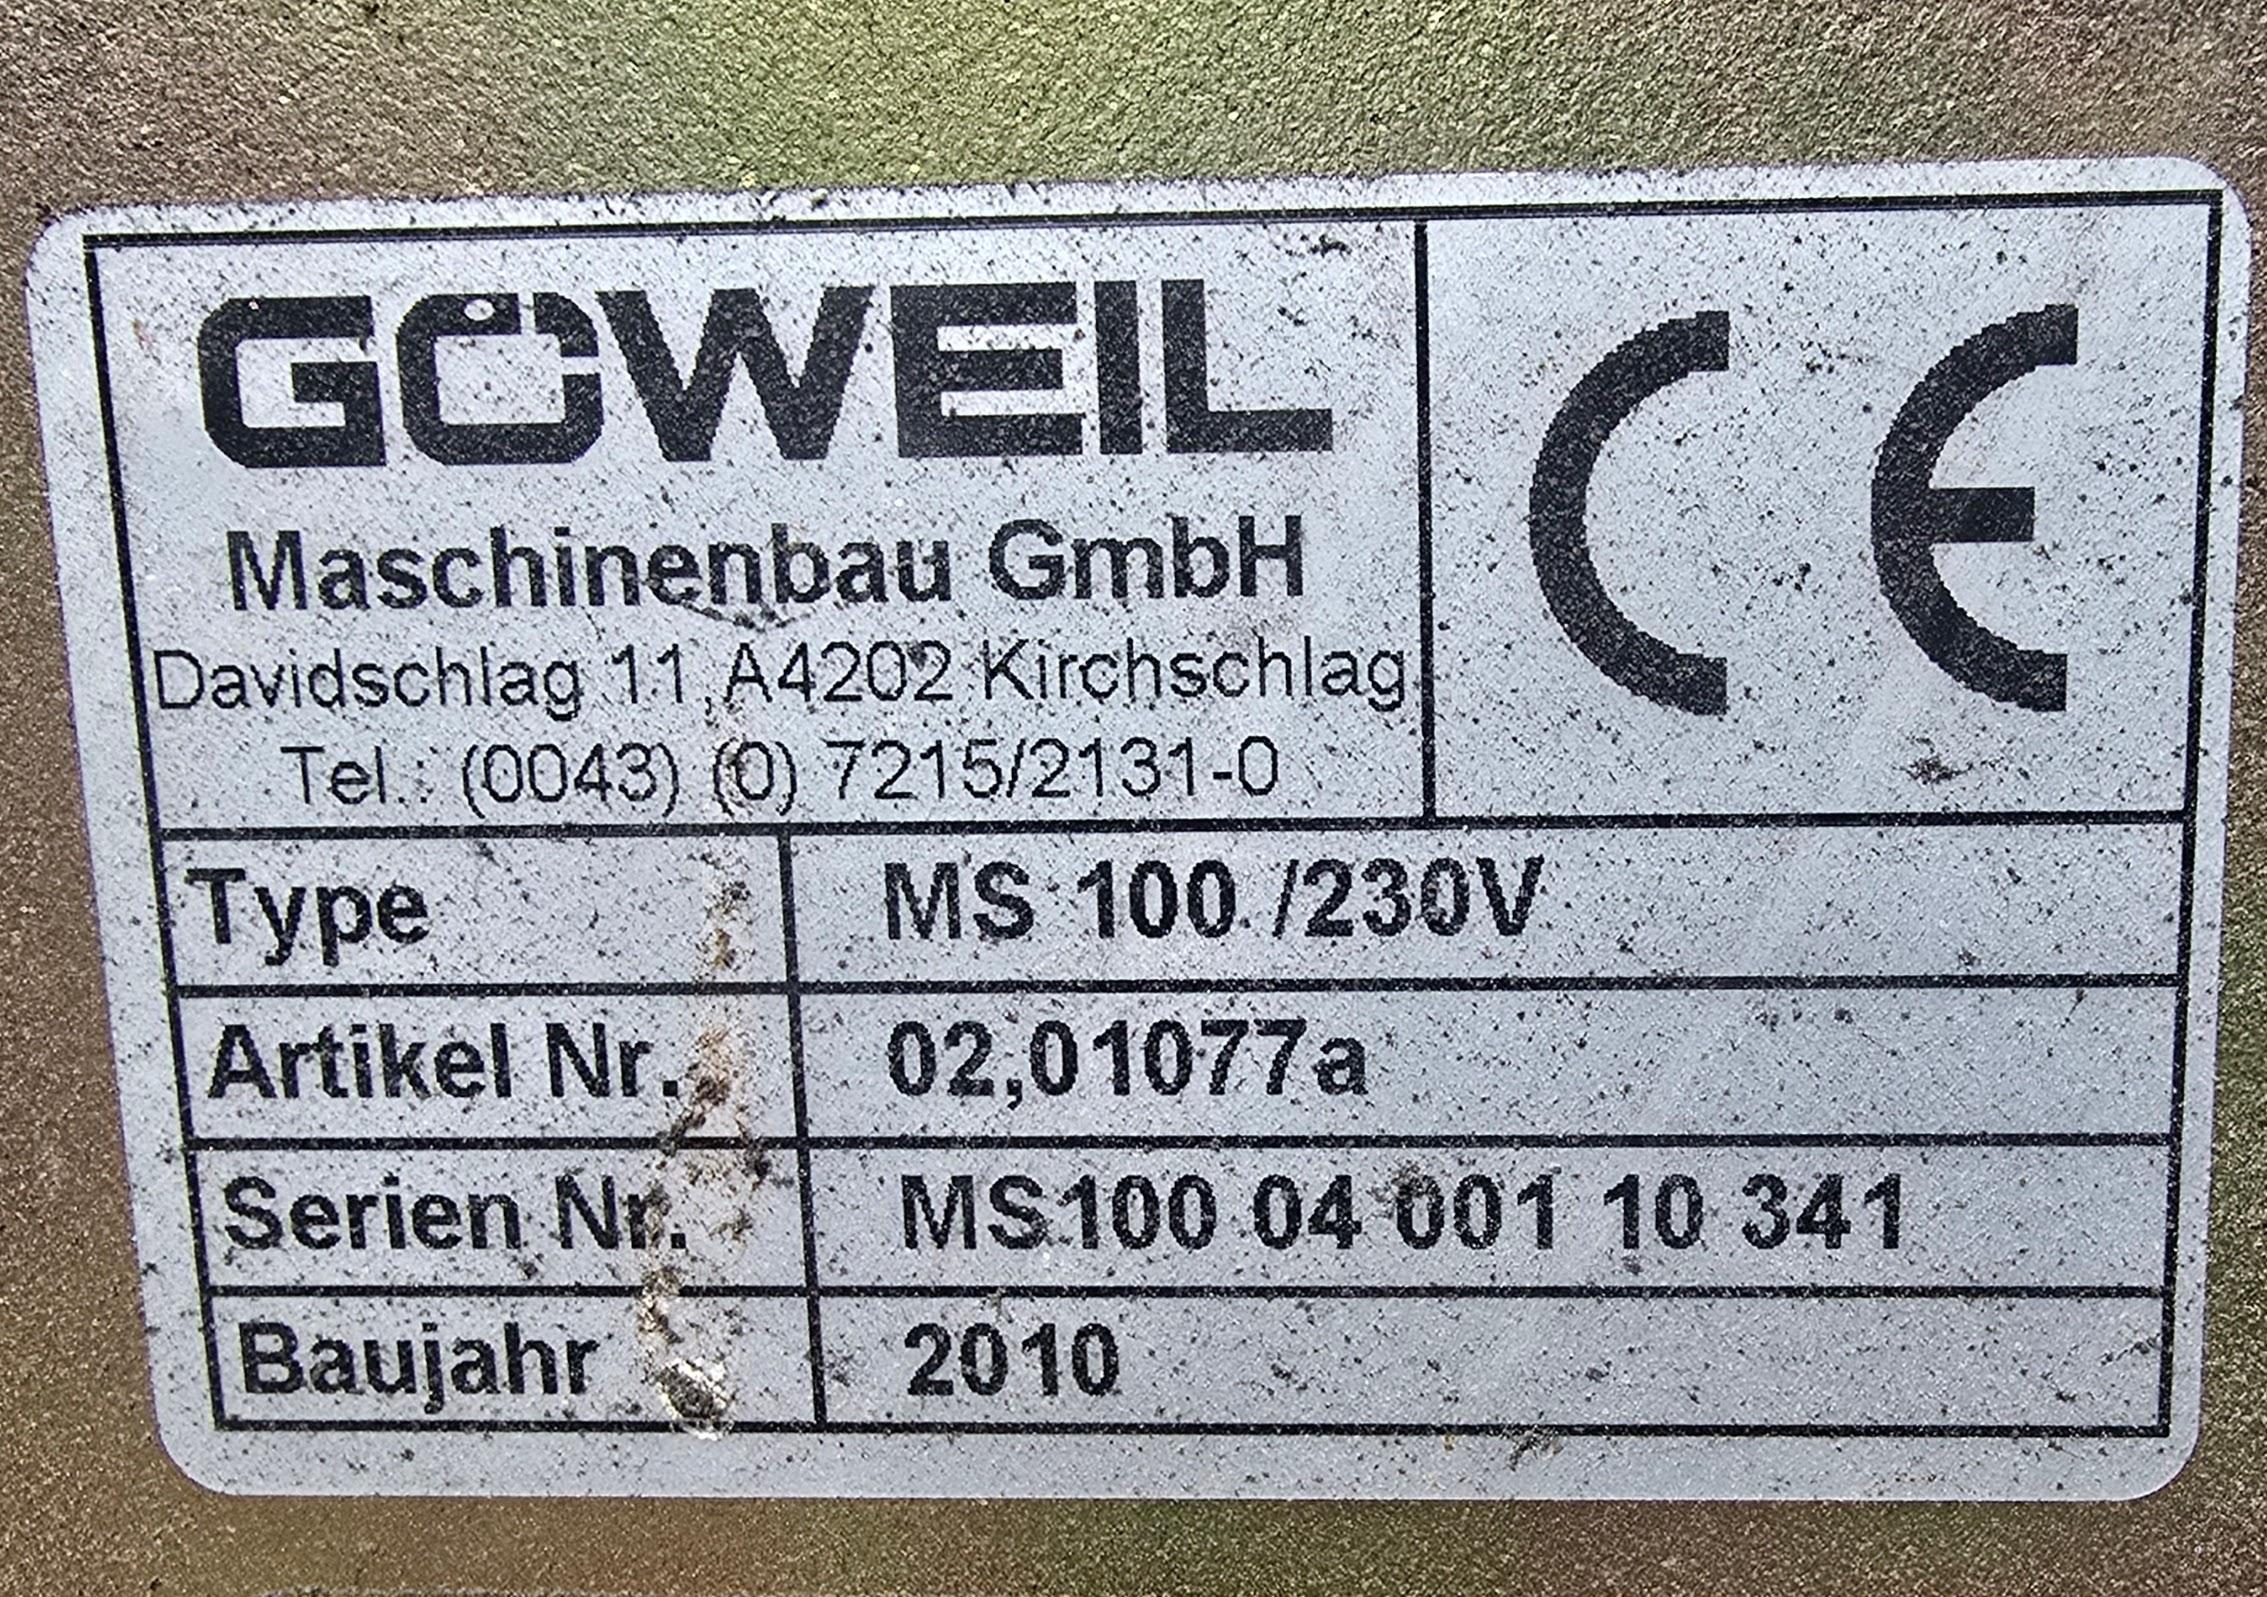 GÖWEIL
Maschinenbau GmbH
Davidschlag 11,A4202 Kirchschlag
Tel.: (0043) (0) 7215/2131-0
CE
Type MS 100 /230V
Artikel Nr. 02,01077a
Serien Nr. MS100 04 001 10 341
Baujahr 2010